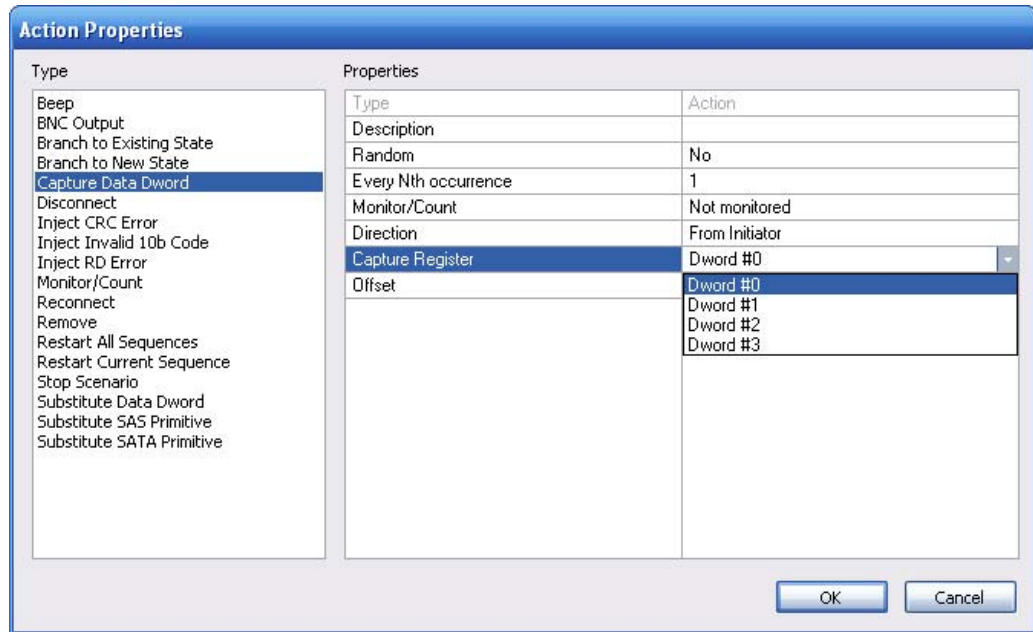 Action Properties
Type
Properties
Beep
BNC Output
Branch to Existing State
Branch to New State
Capture Data Dword
Disconnect
Inject CRC Error
Inject Invalid 10b Code
Inject RD Error
Monitor/Count
Reconnect
Remove
Restart All Sequences
Restart Current Sequence
Stop Scenario
Substitute Data Dword
Substitute SAS Primitive
Substitute SATA Primitive
Type Action
Description
Random No
Every Nth occurrence 1
Monitor/Count Not monitored
Direction From Initiator
Capture Register Dword #0
Offset Dword #0
Dword #1
Dword #2
Dword #3
OK Cancel